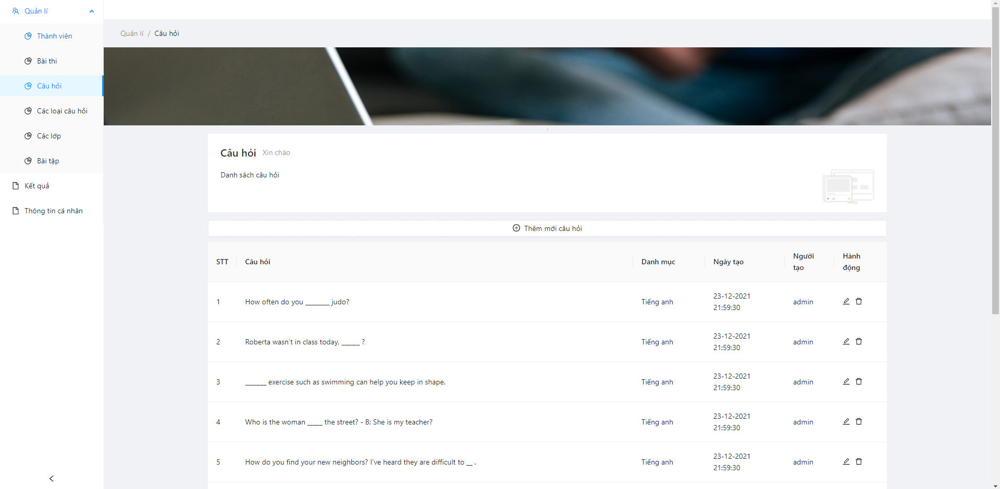 Quản lí
Thành viên
Bài thi
Câu hỏi
Các loại câu hỏi
Các lớp
Bài tập
Kết quả
Thông tin cá nhân
Quản lí / Câu hỏi
Câu hỏi Xin chào
Danh sách câu hỏi
Thêm mới câu hỏi
STT Câu hỏi Danh mục Ngày tạo Người tạo Hành động
1 How often do you ________ judo? Tiếng anh 23-12-2021 21:59:30 admin
2 Roberta wasn't in class today, ______ ? Tiếng anh 23-12-2021 21:59:30 admin
3 _______ exercise such as swimming can help you keep in shape. Tiếng anh 23-12-2021 21:59:30 admin
4 Who is the woman _____ the street? - B: She is my teacher? Tiếng anh 23-12-2021 21:59:30 admin
5 How do you find your new neighbors? I've heard they are difficult to __ . Tiếng anh 23-12-2021 21:59:30 admin